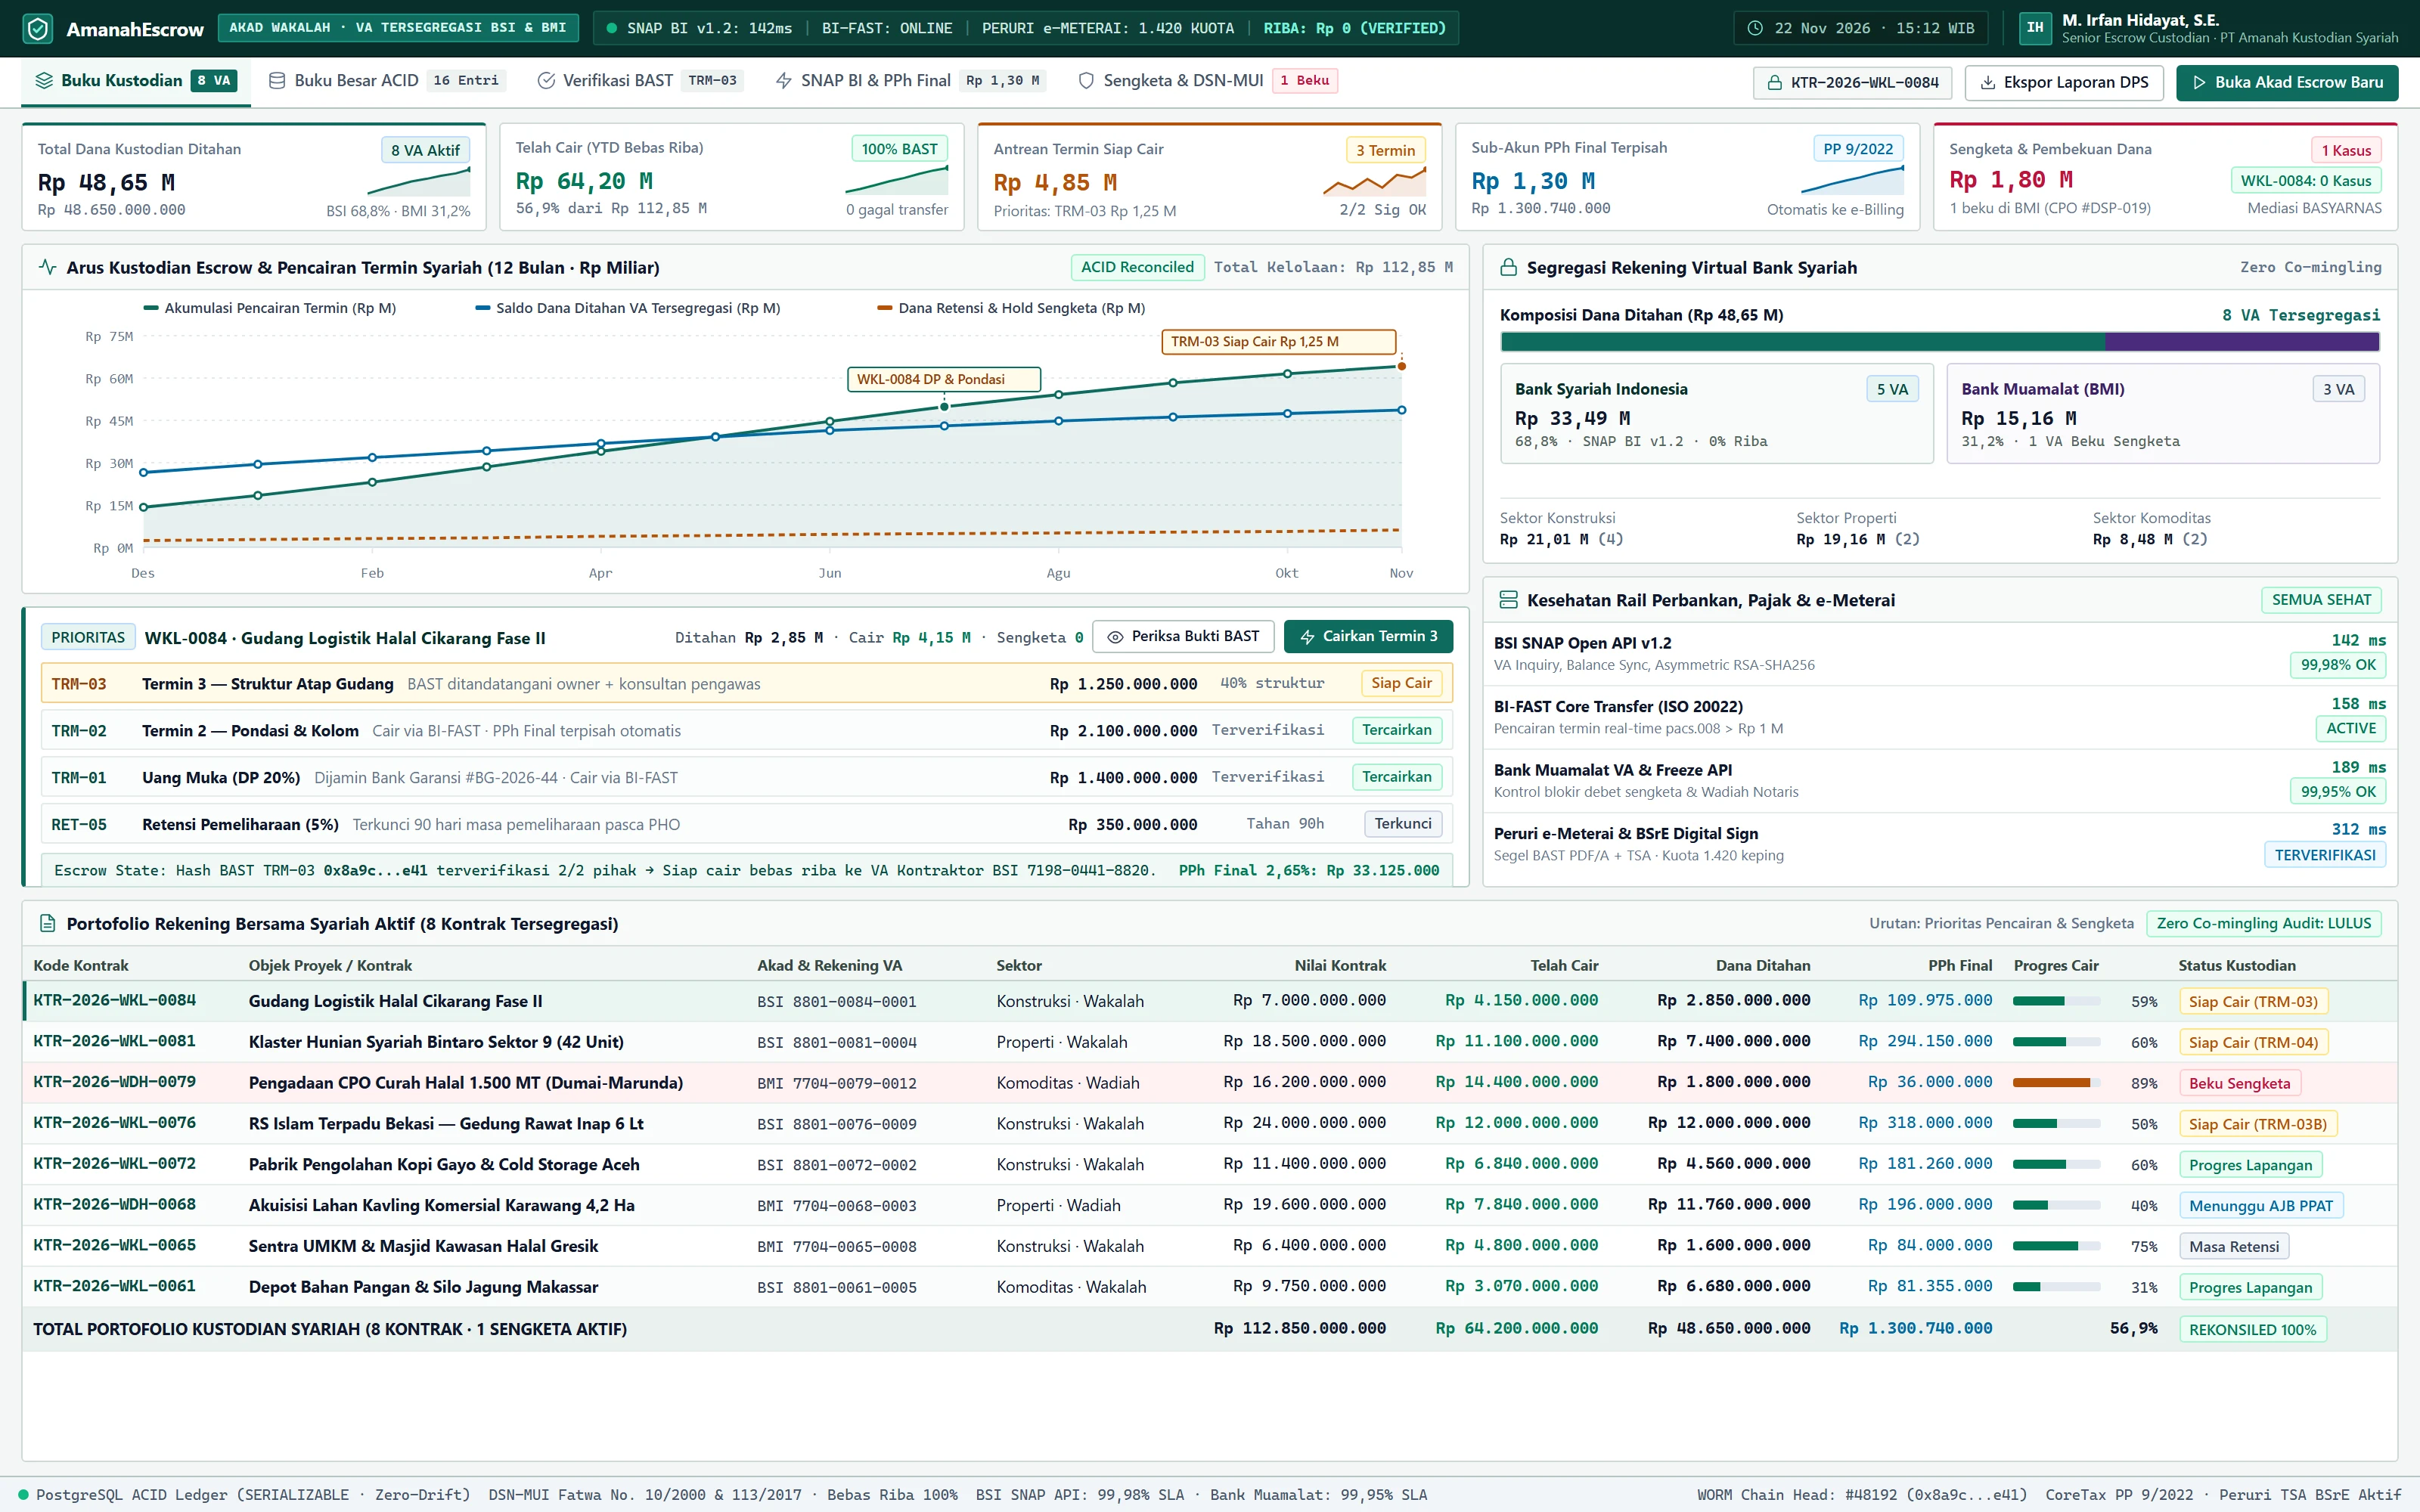 AmanahEscrow
AKAD WAKALAH · VA TERSEGREGASI BSI & BMI
SNAP BI v1.2: 142ms | BI-FAST: ONLINE | PERURI e-METERAI: 1.420 KUOTA | RIBA: Rp 0 (VERIFIED)
22 Nov 2026 · 15:12 WIB
IH
M. Irfan Hidayat, S.E.
Senior Escrow Custodian · PT Amanah Kustodian Syariah
Buku Kustodian 8 VA
Buku Besar ACID 16 Entri
Verifikasi BAST TRM-03
SNAP BI & PPh Final Rp 1,30 M
Sengketa & DSN-MUI 1 Beku
KTR-2026-WKL-0084
Ekspor Laporan DPS
Buka Akad Escrow Baru
Total Dana Kustodian Ditahan
8 VA Aktif
Rp 48,65 M
Rp 48.650.000.000
BSI 68,8% · BMI 31,2%
Telah Cair (YTD Bebas Riba)
100% BAST
Rp 64,20 M
56,9% dari Rp 112,85 M
0 gagal transfer
Antrean Termin Siap Cair
3 Termin
Rp 4,85 M
Prioritas: TRM-03 Rp 1,25 M
2/2 Sig OK
Sub-Akun PPh Final Terpisah
PP 9/2022
Rp 1,30 M
Rp 1.300.740.000
Otomatis ke e-Billing
Sengketa & Pembekuan Dana
1 Kasus
Rp 1,80 M
WKL-0084: 0 Kasus
1 beku di BMI (CPO #DSP-019)
Mediasi BASYARNAS
Arus Kustodian Escrow & Pencairan Termin Syariah (12 Bulan · Rp Miliar)
ACID Reconciled
Total Kelolaan: Rp 112,85 M
Akumulasi Pencairan Termin (Rp M)
Saldo Dana Ditahan VA Tersegregasi (Rp M)
Dana Retensi & Hold Sengketa (Rp M)
Rp 75M
Rp 60M
Rp 45M
Rp 30M
Rp 15M
Rp 0M
WKL-0084 DP & Pondasi
TRM-03 Siap Cair Rp 1,25 M
Des
Feb
Apr
Jun
Agu
Okt
Nov
Segregasi Rekening Virtual Bank Syariah
Zero Co-mingling
Komposisi Dana Ditahan (Rp 48,65 M)
8 VA Tersegregasi
Bank Syariah Indonesia
5 VA
Rp 33,49 M
68,8% · SNAP BI v1.2 · 0% Riba
Bank Muamalat (BMI)
3 VA
Rp 15,16 M
31,2% · 1 VA Beku Sengketa
Sektor Konstruksi
Rp 21,01 M (4)
Sektor Properti
Rp 19,16 M (2)
Sektor Komoditas
Rp 8,48 M (2)
PRIORITAS
WKL-0084 · Gudang Logistik Halal Cikarang Fase II
Ditahan Rp 2,85 M · Cair Rp 4,15 M · Sengketa 0
Periksa Bukti BAST
Cairkan Termin 3
TRM-03 Termin 3 — Struktur Atap Gudang BAST ditandatangani owner + konsultan pengawas Rp 1.250.000.000 40% struktur Siap Cair
TRM-02 Termin 2 — Pondasi & Kolom Cair via BI-FAST · PPh Final terpisah otomatis Rp 2.100.000.000 Terverifikasi Tercairkan
TRM-01 Uang Muka (DP 20%) Dijamin Bank Garansi #BG-2026-44 · Cair via BI-FAST Rp 1.400.000.000 Terverifikasi Tercairkan
RET-05 Retensi Pemeliharaan (5%) Terkunci 90 hari masa pemeliharaan pasca PHO Rp 350.000.000 Tahan 90h Terkunci
Escrow State: Hash BAST TRM-03 0x8a9c...e41 terverifikasi 2/2 pihak → Siap cair bebas riba ke VA Kontraktor BSI 7198-0441-8820. PPh Final 2,65%: Rp 33.125.000
Kesehatan Rail Perbankan, Pajak & e-Meterai
SEMUA SEHAT
BSI SNAP Open API v1.2
142 ms
VA Inquiry, Balance Sync, Asymmetric RSA-SHA256
99,98% OK
BI-FAST Core Transfer (ISO 20022)
158 ms
Pencairan termin real-time pacs.008 > Rp 1 M
ACTIVE
Bank Muamalat VA & Freeze API
189 ms
Kontrol blokir debet sengketa & Wadiah Notaris
99,95% OK
Peruri e-Meterai & BSrE Digital Sign
312 ms
Segel BAST PDF/A + TSA · Kuota 1.420 keping
TERVERIFIKASI
Portofolio Rekening Bersama Syariah Aktif (8 Kontrak Tersegregasi)
Urutan: Prioritas Pencairan & Sengketa
Zero Co-mingling Audit: LULUS
Kode Kontrak Objek Proyek / Kontrak Akad & Rekening VA Sektor Nilai Kontrak Telah Cair Dana Ditahan PPh Final Progres Cair Status Kustodian
KTR-2026-WKL-0084 Gudang Logistik Halal Cikarang Fase II BSI 8801-0084-0001 Konstruksi · Wakalah Rp 7.000.000.000 Rp 4.150.000.000 Rp 2.850.000.000 Rp 109.975.000 59% Siap Cair (TRM-03)
KTR-2026-WKL-0081 Klaster Hunian Syariah Bintaro Sektor 9 (42 Unit) BSI 8801-0081-0004 Properti · Wakalah Rp 18.500.000.000 Rp 11.100.000.000 Rp 7.400.000.000 Rp 294.150.000 60% Siap Cair (TRM-04)
KTR-2026-WDH-0079 Pengadaan CPO Curah Halal 1.500 MT (Dumai-Marunda) BMI 7704-0079-0012 Komoditas · Wadiah Rp 16.200.000.000 Rp 14.400.000.000 Rp 1.800.000.000 Rp 36.000.000 89% Beku Sengketa
KTR-2026-WKL-0076 RS Islam Terpadu Bekasi — Gedung Rawat Inap 6 Lt BSI 8801-0076-0009 Konstruksi · Wakalah Rp 24.000.000.000 Rp 12.000.000.000 Rp 12.000.000.000 Rp 318.000.000 50% Siap Cair (TRM-03B)
KTR-2026-WKL-0072 Pabrik Pengolahan Kopi Gayo & Cold Storage Aceh BSI 8801-0072-0002 Konstruksi · Wakalah Rp 11.400.000.000 Rp 6.840.000.000 Rp 4.560.000.000 Rp 181.260.000 60% Progres Lapangan
KTR-2026-WDH-0068 Akuisisi Lahan Kavling Komersial Karawang 4,2 Ha BMI 7704-0068-0003 Properti · Wadiah Rp 19.600.000.000 Rp 7.840.000.000 Rp 11.760.000.000 Rp 196.000.000 40% Menunggu AJB PPAT
KTR-2026-WKL-0065 Sentra UMKM & Masjid Kawasan Halal Gresik BMI 7704-0065-0008 Konstruksi · Wakalah Rp 6.400.000.000 Rp 4.800.000.000 Rp 1.600.000.000 Rp 84.000.000 75% Masa Retensi
KTR-2026-WKL-0061 Depot Bahan Pangan & Silo Jagung Makassar BSI 8801-0061-0005 Komoditas · Wakalah Rp 9.750.000.000 Rp 3.070.000.000 Rp 6.680.000.000 Rp 81.355.000 31% Progres Lapangan
TOTAL PORTOFOLIO KUSTODIAN SYARIAH (8 KONTRAK · 1 SENGKETA AKTIF) Rp 112.850.000.000 Rp 64.200.000.000 Rp 48.650.000.000 Rp 1.300.740.000 56,9% REKONSILED 100%
PostgreSQL ACID Ledger (SERIALIZABLE · Zero-Drift) DSN-MUI Fatwa No. 10/2000 & 113/2017 · Bebas Riba 100% BSI SNAP API: 99,98% SLA · Bank Muamalat: 99,95% SLA WORM Chain Head: #48192 (0x8a9c...e41) CoreTax PP 9/2022 · Peruri TSA BSrE Aktif